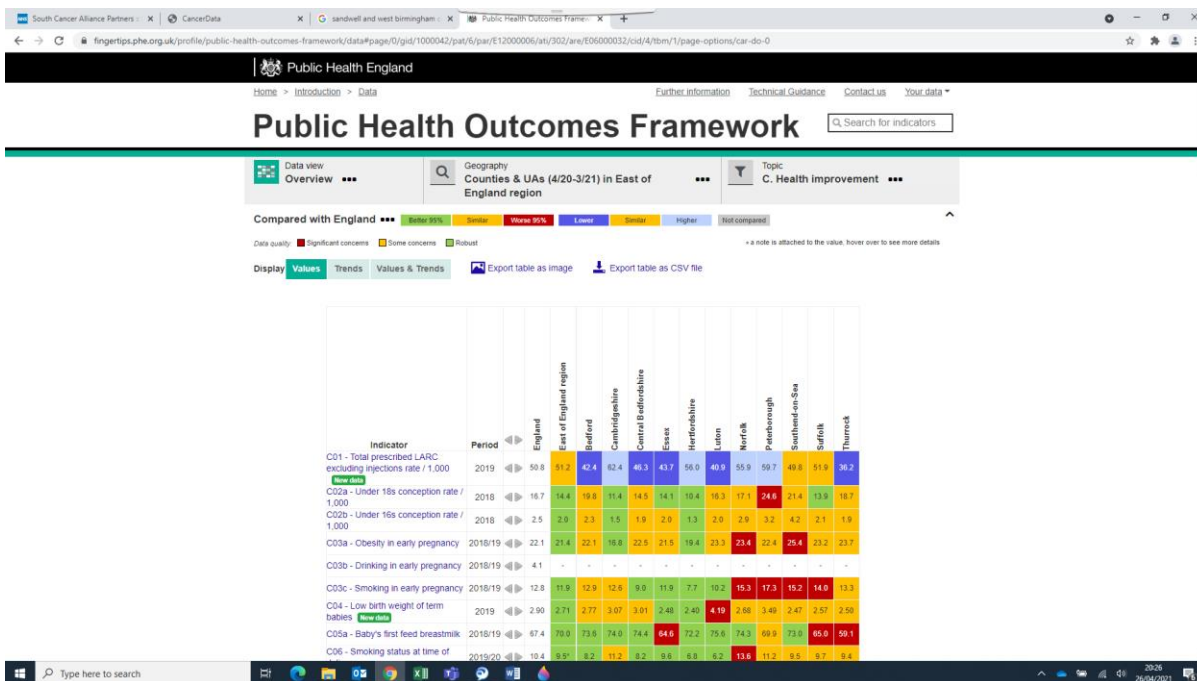 South Cancer Alliance Partners
CancerData
sandwell and west birmingham
Public Health Outcomes Frame
fingertips.phe.org.uk/profile/public-health-outcomes-framework/data#page/0/gid/1000042/pat/6/par/E12000006/ati/302/are/E06000032/cid/4/tbm/1/page-options/car-do-0
Public Health England
Home > Introduction > Data
Further information Technical Guidance Contact us Your data
Public Health Outcomes Framework
Search for indicators
Data view
Overview
Geography
Counties & UAs (4/20-3/21) in East of
England region
Topic
C. Health improvement
Compared with England Better 95% Similar Worse 95% Lower Similar Higher Not compared
Data quality: Significant concerns Some concerns Robust
* a note is attached to the value, hover over to see more details
Display Values Trends Values & Trends Export table as image Export table as CSV file
Indicator Period England East of England region Bedford Cambridgeshire Central Bedfordshire Essex Hertfordshire Luton Norfolk Peterborough Southend-on-Sea Suffolk Thurrock
C01 - Total prescribed LARC
excluding injections rate / 1,000 2019 50.8 51.2 42.4 62.4 46.3 43.7 56.0 40.9 55.9 59.7 49.8 51.9 36.2
New data
C02a - Under 18s conception rate /
1,000 2018 16.7 14.4 19.8 11.4 14.5 14.1 10.4 16.3 17.1 24.6 21.4 13.9 18.7
C02b - Under 16s conception rate /
1,000 2018 2.5 2.0 2.3 1.5 1.9 2.0 1.3 2.0 2.9 3.2 4.2 2.1 1.9
C03a - Obesity in early pregnancy 2018/19 22.1 21.4 22.1 16.8 22.5 21.5 19.4 23.3 23.4 22.4 25.4 23.2 23.7
C03b - Drinking in early pregnancy 2018/19 4.1 - - - - - - - - - - - -
C03c - Smoking in early pregnancy 2018/19 12.8 11.9 12.9 12.6 9.0 11.9 7.7 10.2 15.3 17.3 15.2 14.0 13.3
C04 - Low birth weight of term
babies New data 2019 2.90 2.71 2.77 3.07 3.01 2.48 2.40 4.19 2.68 3.49 2.47 2.57 2.50
C05a - Baby's first feed breastmilk 2018/19 67.4 70.0 73.6 74.0 74.4 64.6 72.2 75.6 74.3 69.9 73.0 65.0 59.1
C06 - Smoking status at time of
2019/20 10.4 9.5* 8.2 11.2 8.2 9.6 6.8 6.2 13.6 11.2 9.5 9.7 9.4
Type here to search
20:26
26/04/2021